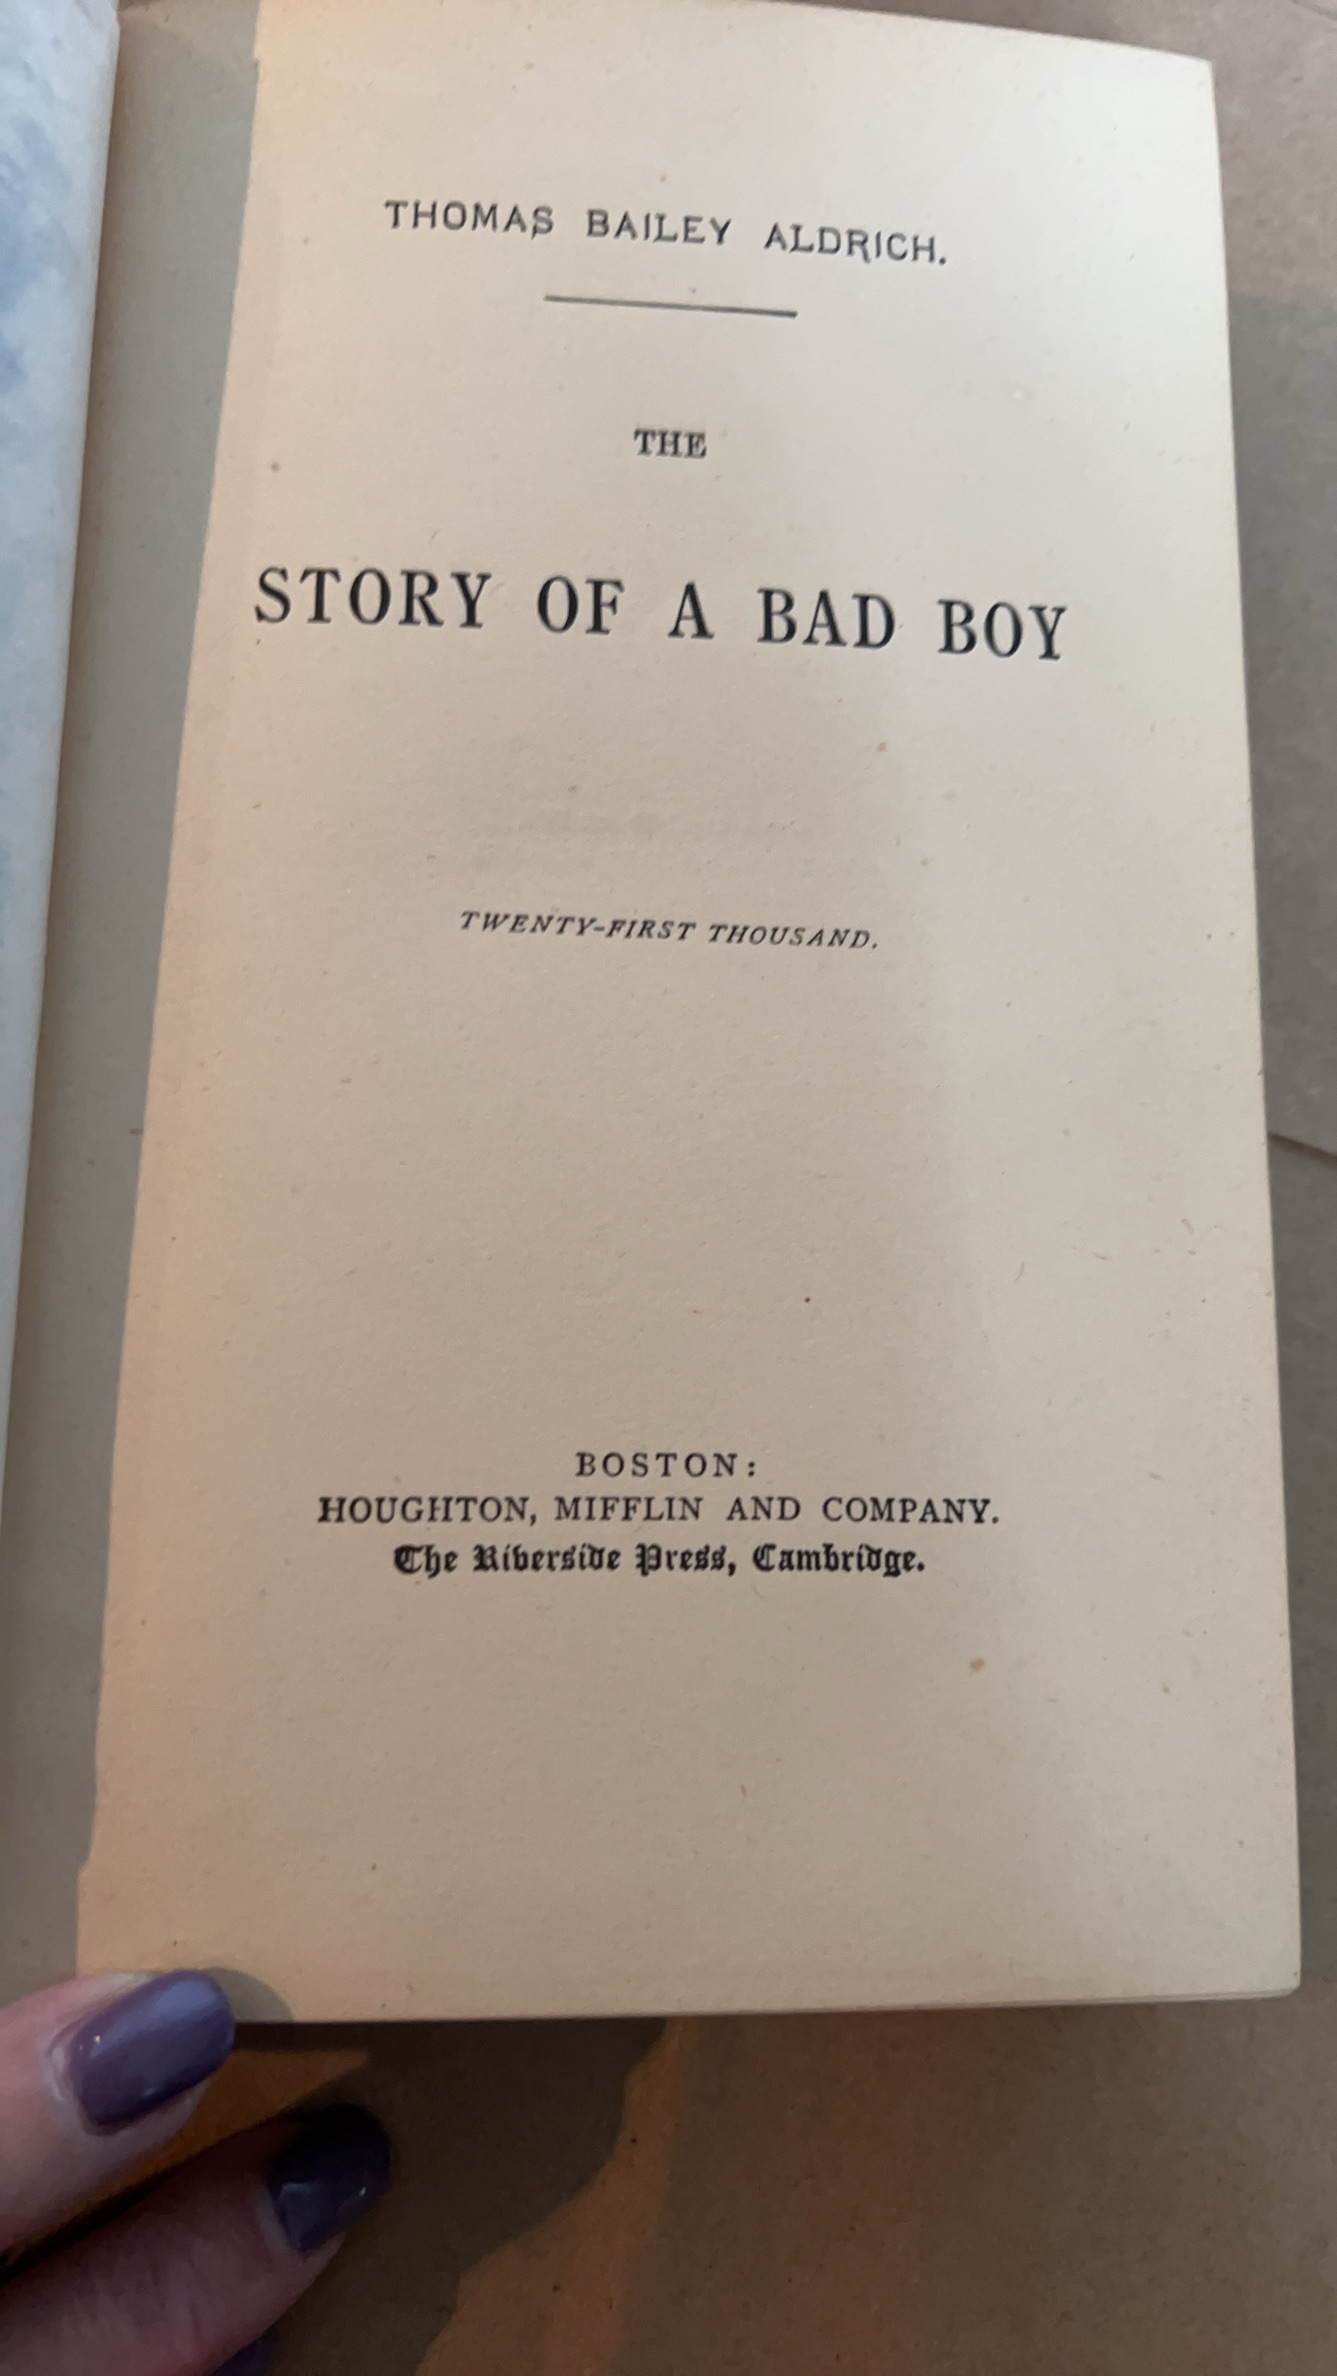 THOMAS BAILEY ALDRICH.
THE
STORY OF A BAD BOY
TWENTY-FIRST THOUSAND.
BOSTON:
HOUGHTON, MIFFLIN AND COMPANY.
The Riverside Press, Cambridge.